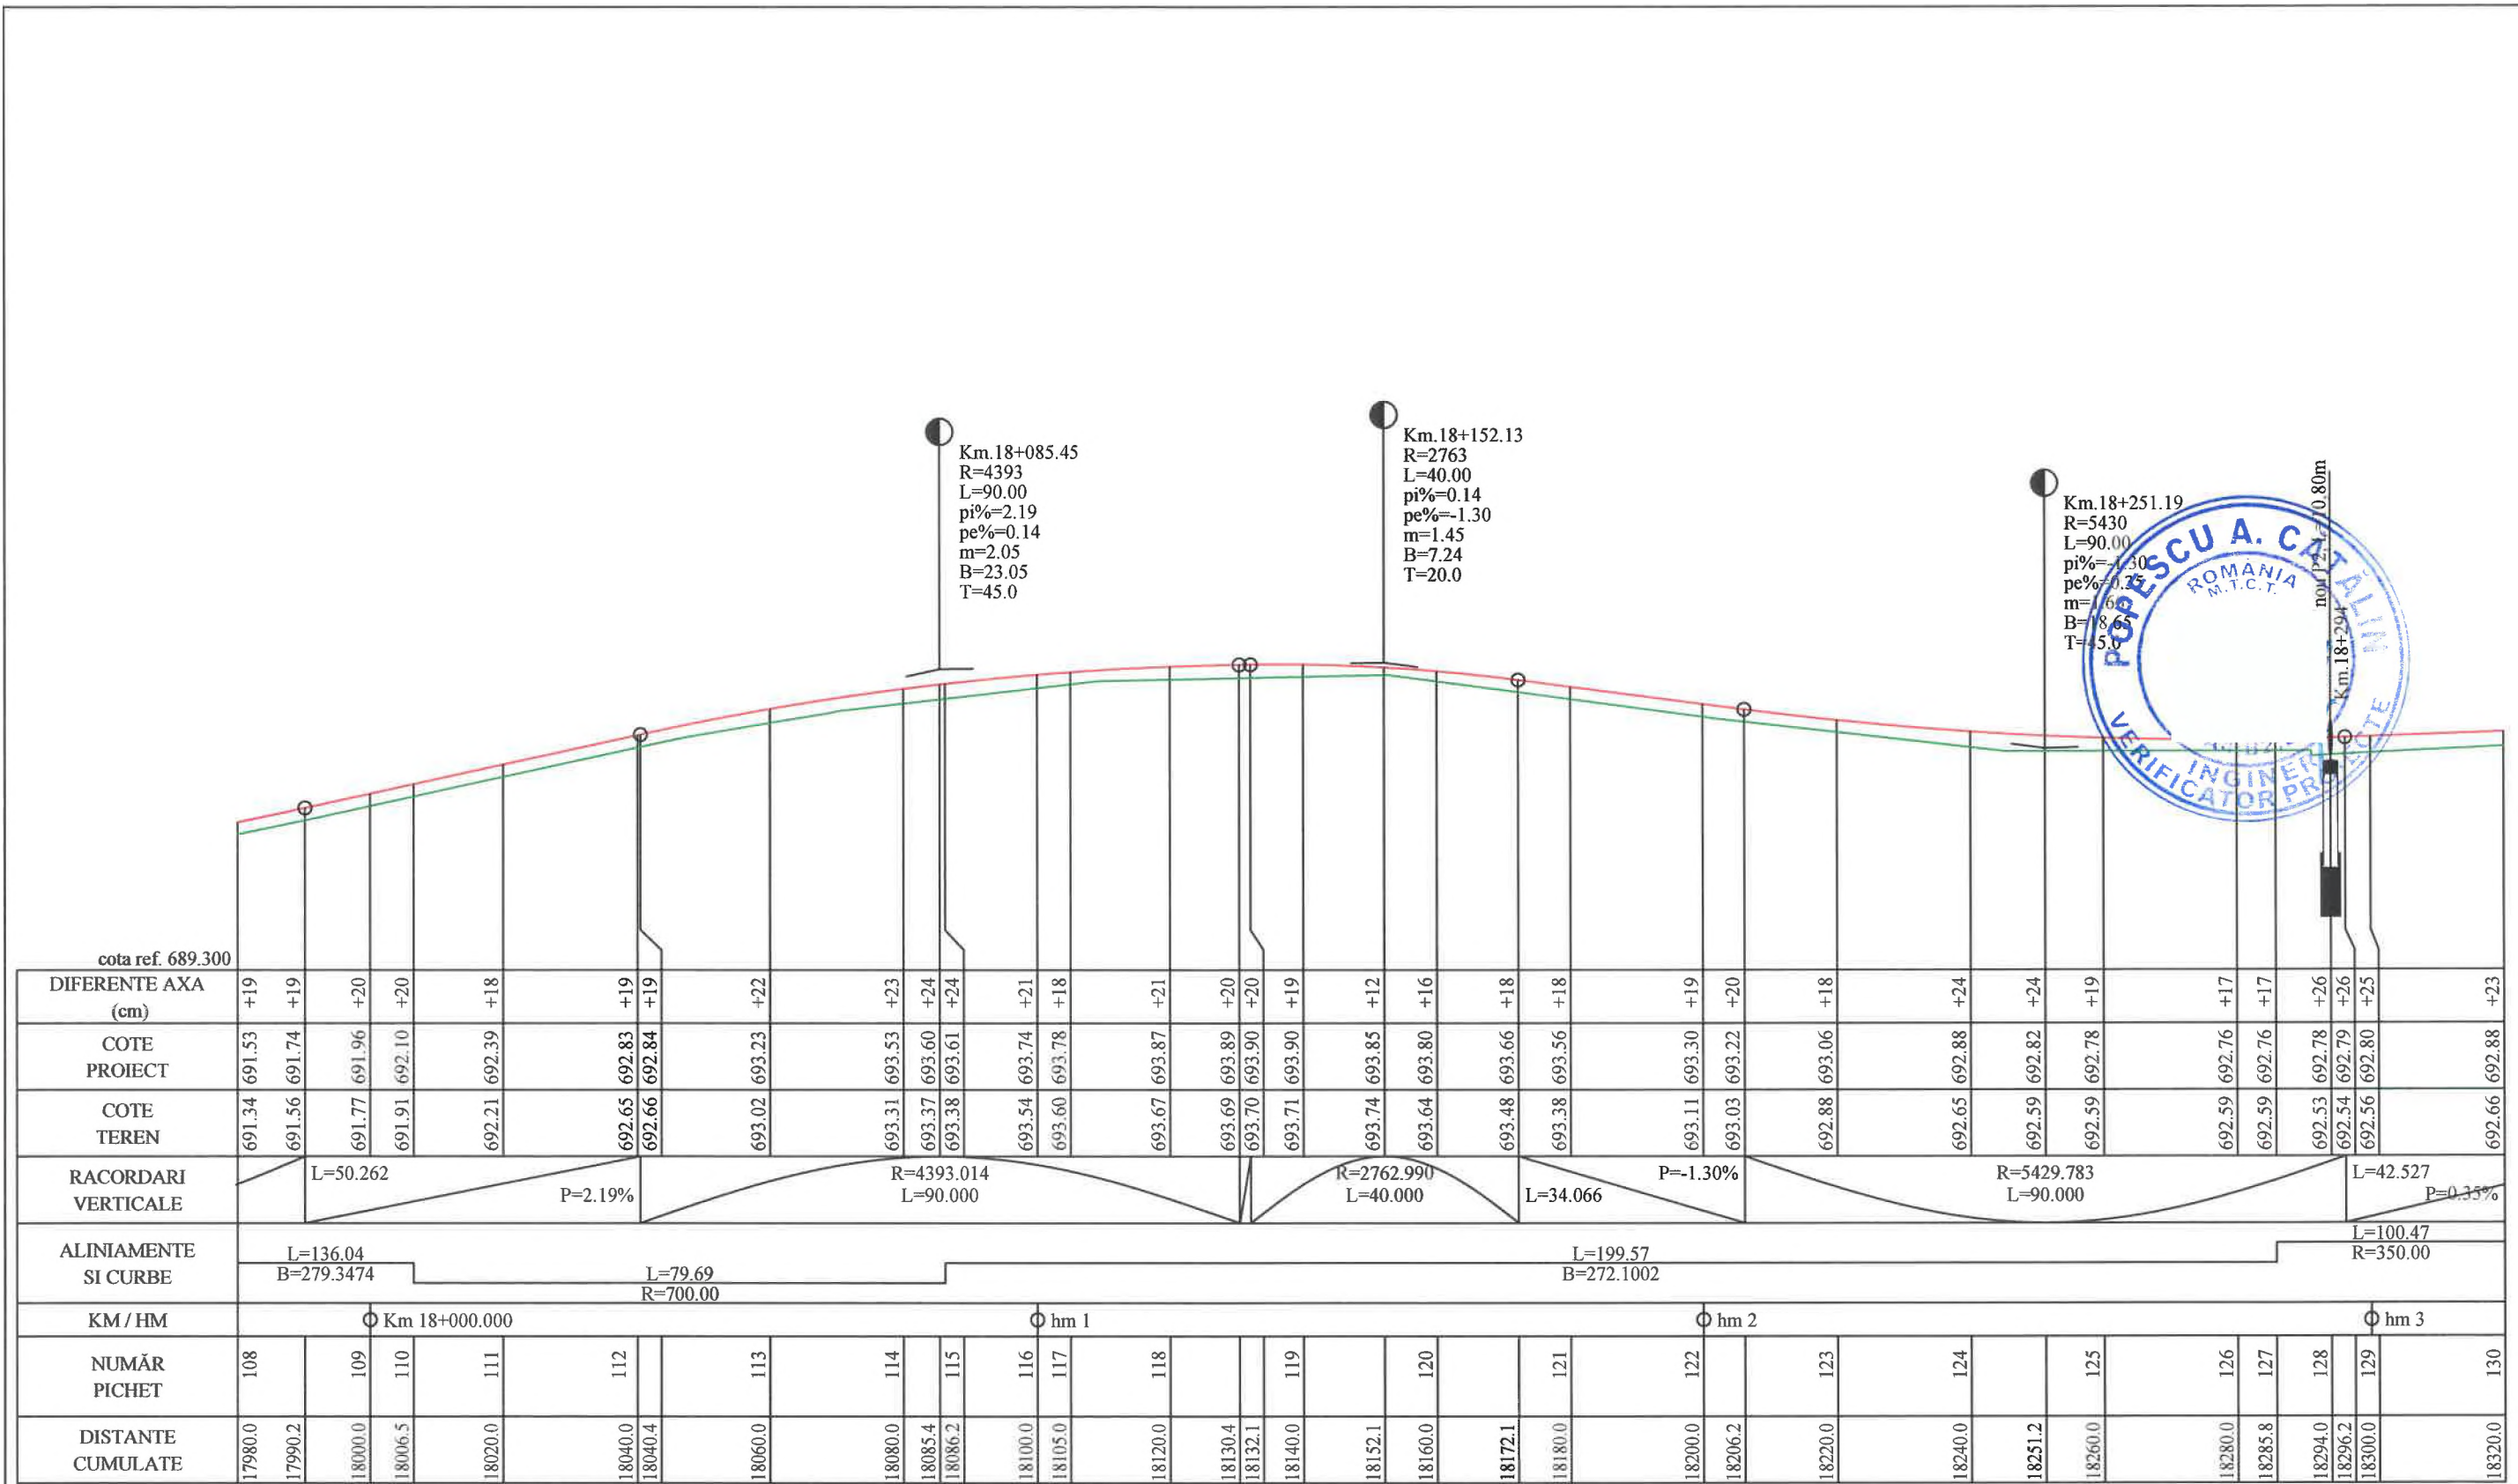 Km.18+085.45
R=4393
L=90.00
pi%=2.19
pe%=0.14
m=2.05
B=23.05
T=45.0
Km.18+152.13
R=2763
L=40.00
pi%=0.14
pe%=-1.30
m=1.45
B=7.24
T=20.0
Km.18+251.19
R=5430
L=90.00
pi%=-1.30
pe%=0.35
B=18.65
T=45.0
Km.18+294
POPESCU A. CATALIN
ROMANIA
M.T.C.T.
INGINER
VERIFICATOR PROIECTE
cota ref. 689.300
DIFERENTE AXA (cm) +19 +19 +20 +20 +18 +19 +19 +22 +23 +24 +24 +21 +18 +21 +20 +20 +19 +12 +16 +18 +18 +19 +20 +18 +24 +24 +19 +17 +17 +26 +26 +25 +23
COTE PROIECT 691.53 691.74 691.96 692.10 692.39 692.83 692.84 693.23 693.53 693.60 693.61 693.74 693.78 693.87 693.89 693.90 693.90 693.85 693.80 693.66 693.56 693.30 693.22 693.06 692.88 692.82 692.78 692.76 692.76 692.78 692.79 692.80 692.88
COTE TEREN 691.34 691.56 691.77 691.91 692.21 692.65 692.66 693.02 693.31 693.37 693.38 693.54 693.60 693.67 693.69 693.70 693.71 693.74 693.64 693.48 693.38 693.11 693.03 692.88 692.65 692.59 692.59 692.59 692.59 692.53 692.54 692.56 692.66
RACORDARI VERTICALE
L=50.262
P=2.19%
R=4393.014
L=90.000
R=2762.990
L=40.000
L=34.066
P=-1.30%
R=5429.783
L=90.000
L=42.527
P=0.35%
ALINIAMENTE SI CURBE
L=136.04
B=279.3474
L=79.69
R=700.00
L=199.57
B=272.1002
L=100.47
R=350.00
KM / HM Km 18+000.000 hm 1 hm 2 hm 3
NUMĂR PICHET 108 109 110 111 112 113 114 115 116 117 118 119 120 121 122 123 124 125 126 127 128 129 130
DISTANTE CUMULATE 17980.0 17990.2 18000.0 18006.5 18020.0 18040.0 18040.4 18060.0 18080.0 18085.4 18086.2 18100.0 18105.0 18120.0 18130.4 18132.1 18140.0 18152.1 18160.0 18172.1 18180.0 18200.0 18206.2 18220.0 18240.0 18251.2 18260.0 18280.0 18285.8 18294.0 18296.2 18300.0 18320.0